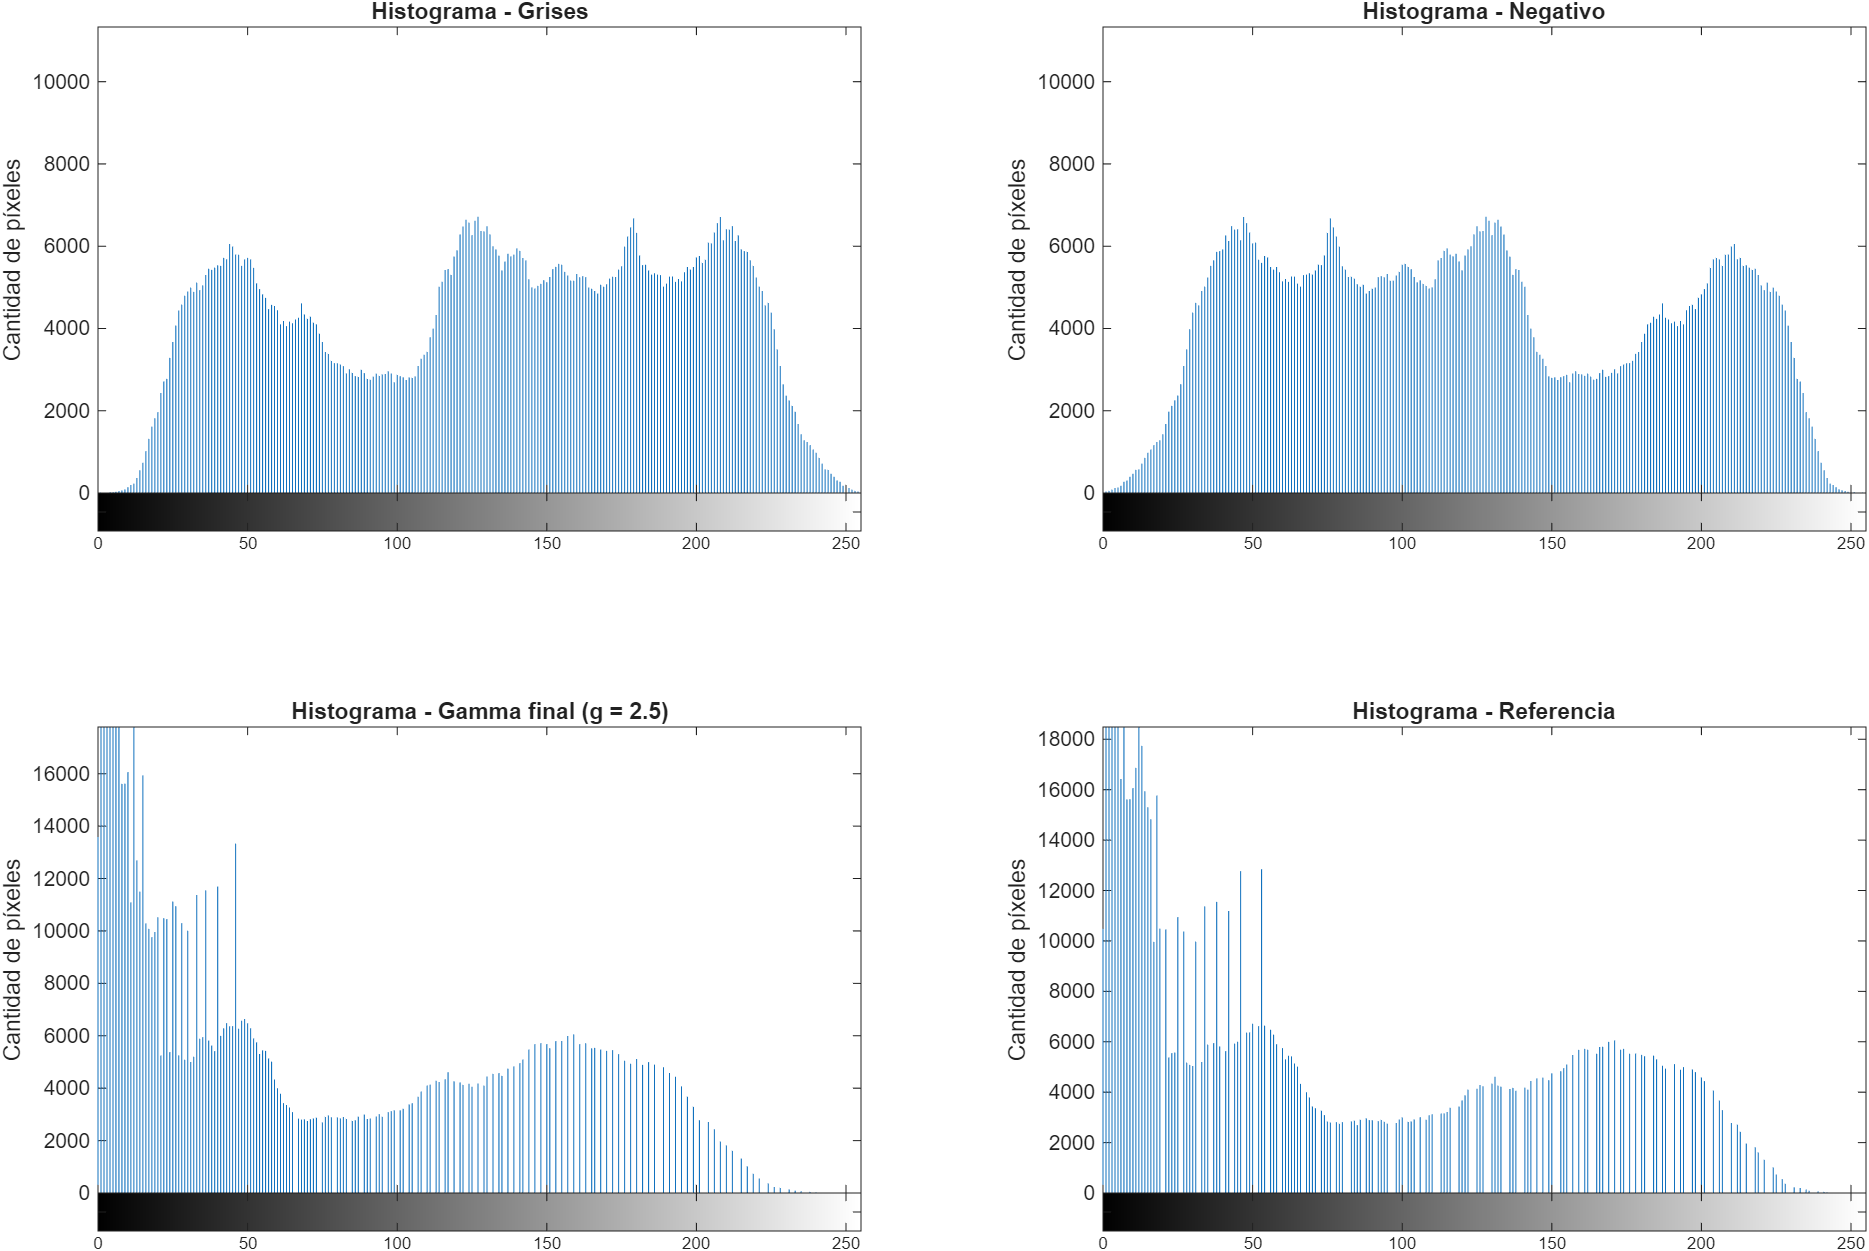 Histograma - Grises
Cantidad de píxeles
10000
8000
6000
4000
2000
0
0 50 100 150 200 250
Histograma - Negativo
Cantidad de píxeles
10000
8000
6000
4000
2000
0
0 50 100 150 200 250
Histograma - Gamma final (g = 2.5)
Cantidad de píxeles
16000
14000
12000
10000
8000
6000
4000
2000
0
0 50 100 150 200 250
Histograma - Referencia
Cantidad de píxeles
18000
16000
14000
12000
10000
8000
6000
4000
2000
0
0 50 100 150 200 250